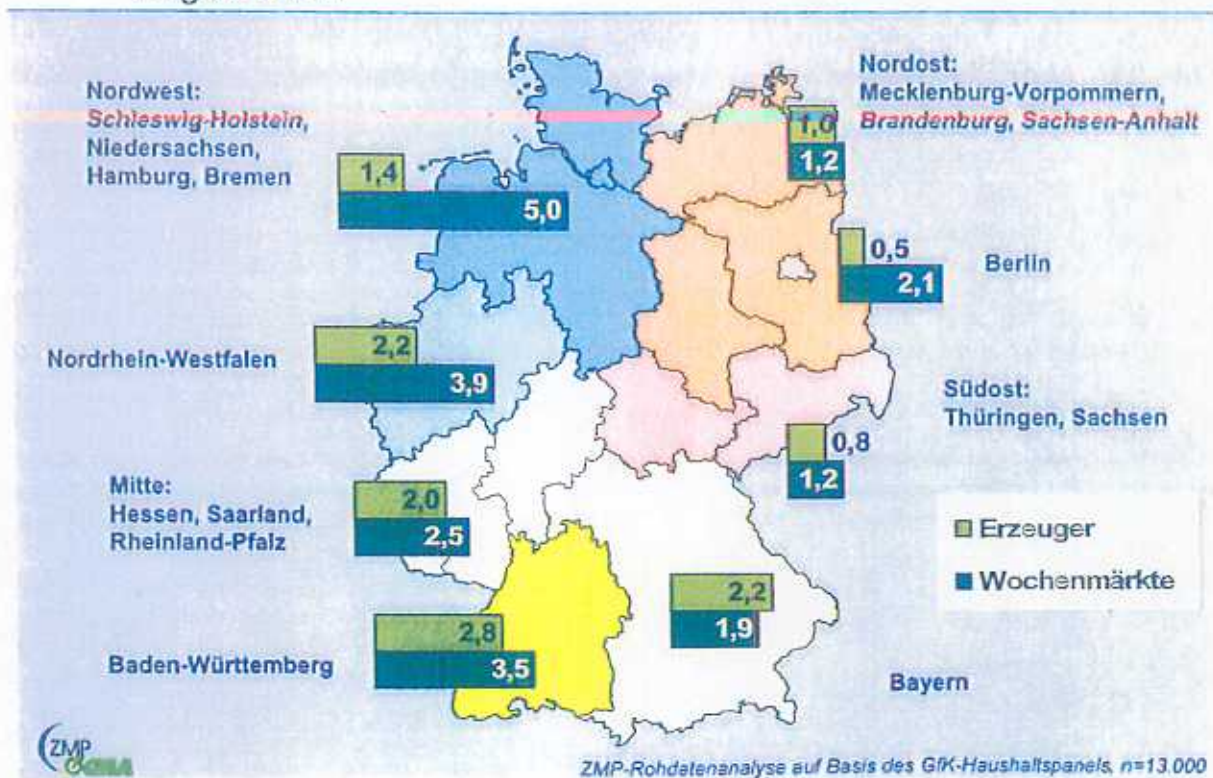 Nordwest:
Schleswig-Holstein,
Niedersachsen,
Hamburg, Bremen
1,4
5,0
Nordost:
Mecklenburg-Vorpommern,
Brandenburg, Sachsen-Anhalt
1,0
1,2
0,5
2,1
Berlin
Nordrhein-Westfalen
2,2
3,9
Südost:
Thüringen, Sachsen
0,8
1,2
Mitte:
Hessen, Saarland,
Rheinland-Pfalz
2,0
2,5
Erzeuger
Wochenmärkte
2,2
1,9
Baden-Württemberg
2,8
3,5
Bayern
ZMP
ZMP-Rohdatenanalyse auf Basis des GfK-Haushaltspanels, n=13.000